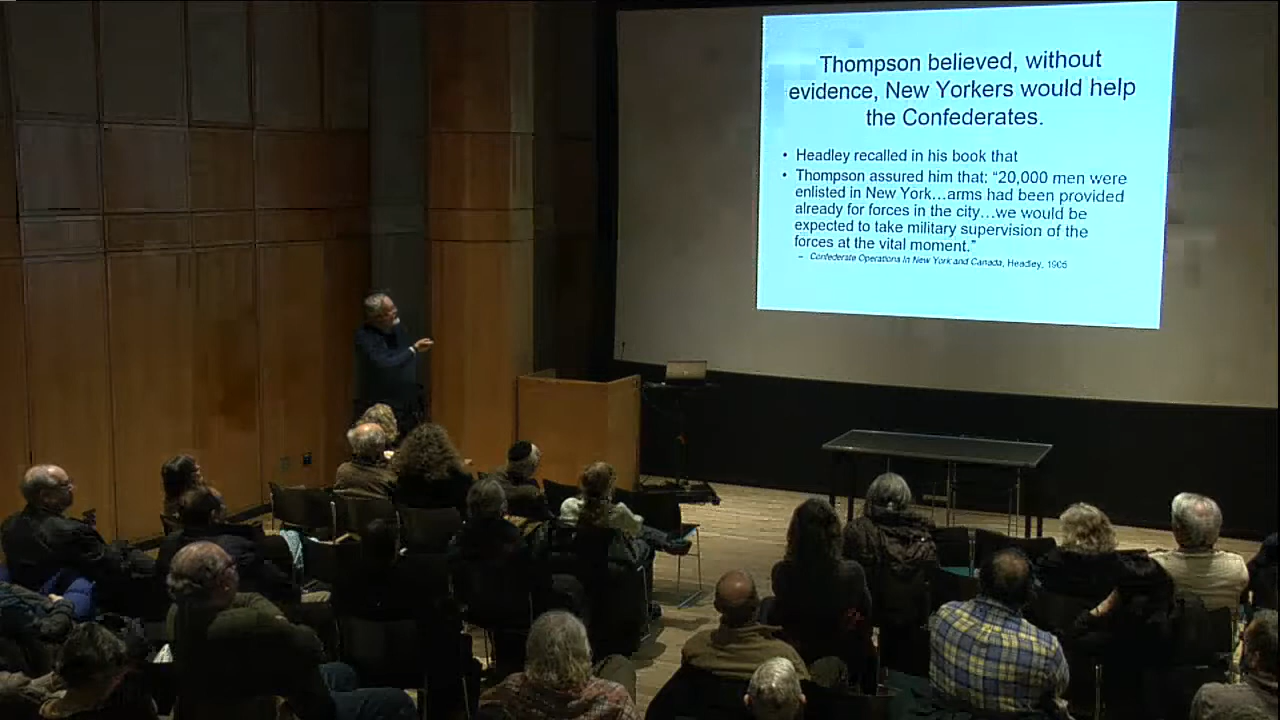 Thompson believed, without
evidence, New Yorkers would help
the Confederates.
• Headley recalled in his book that
• Thompson assured him that: "20,000 men were
enlisted in New York…arms had been provided
already for forces in the city…we would be
expected to take military supervision of the
forces at the vital moment."
– Confederate Operations in New York and Canada, Headley, 1905